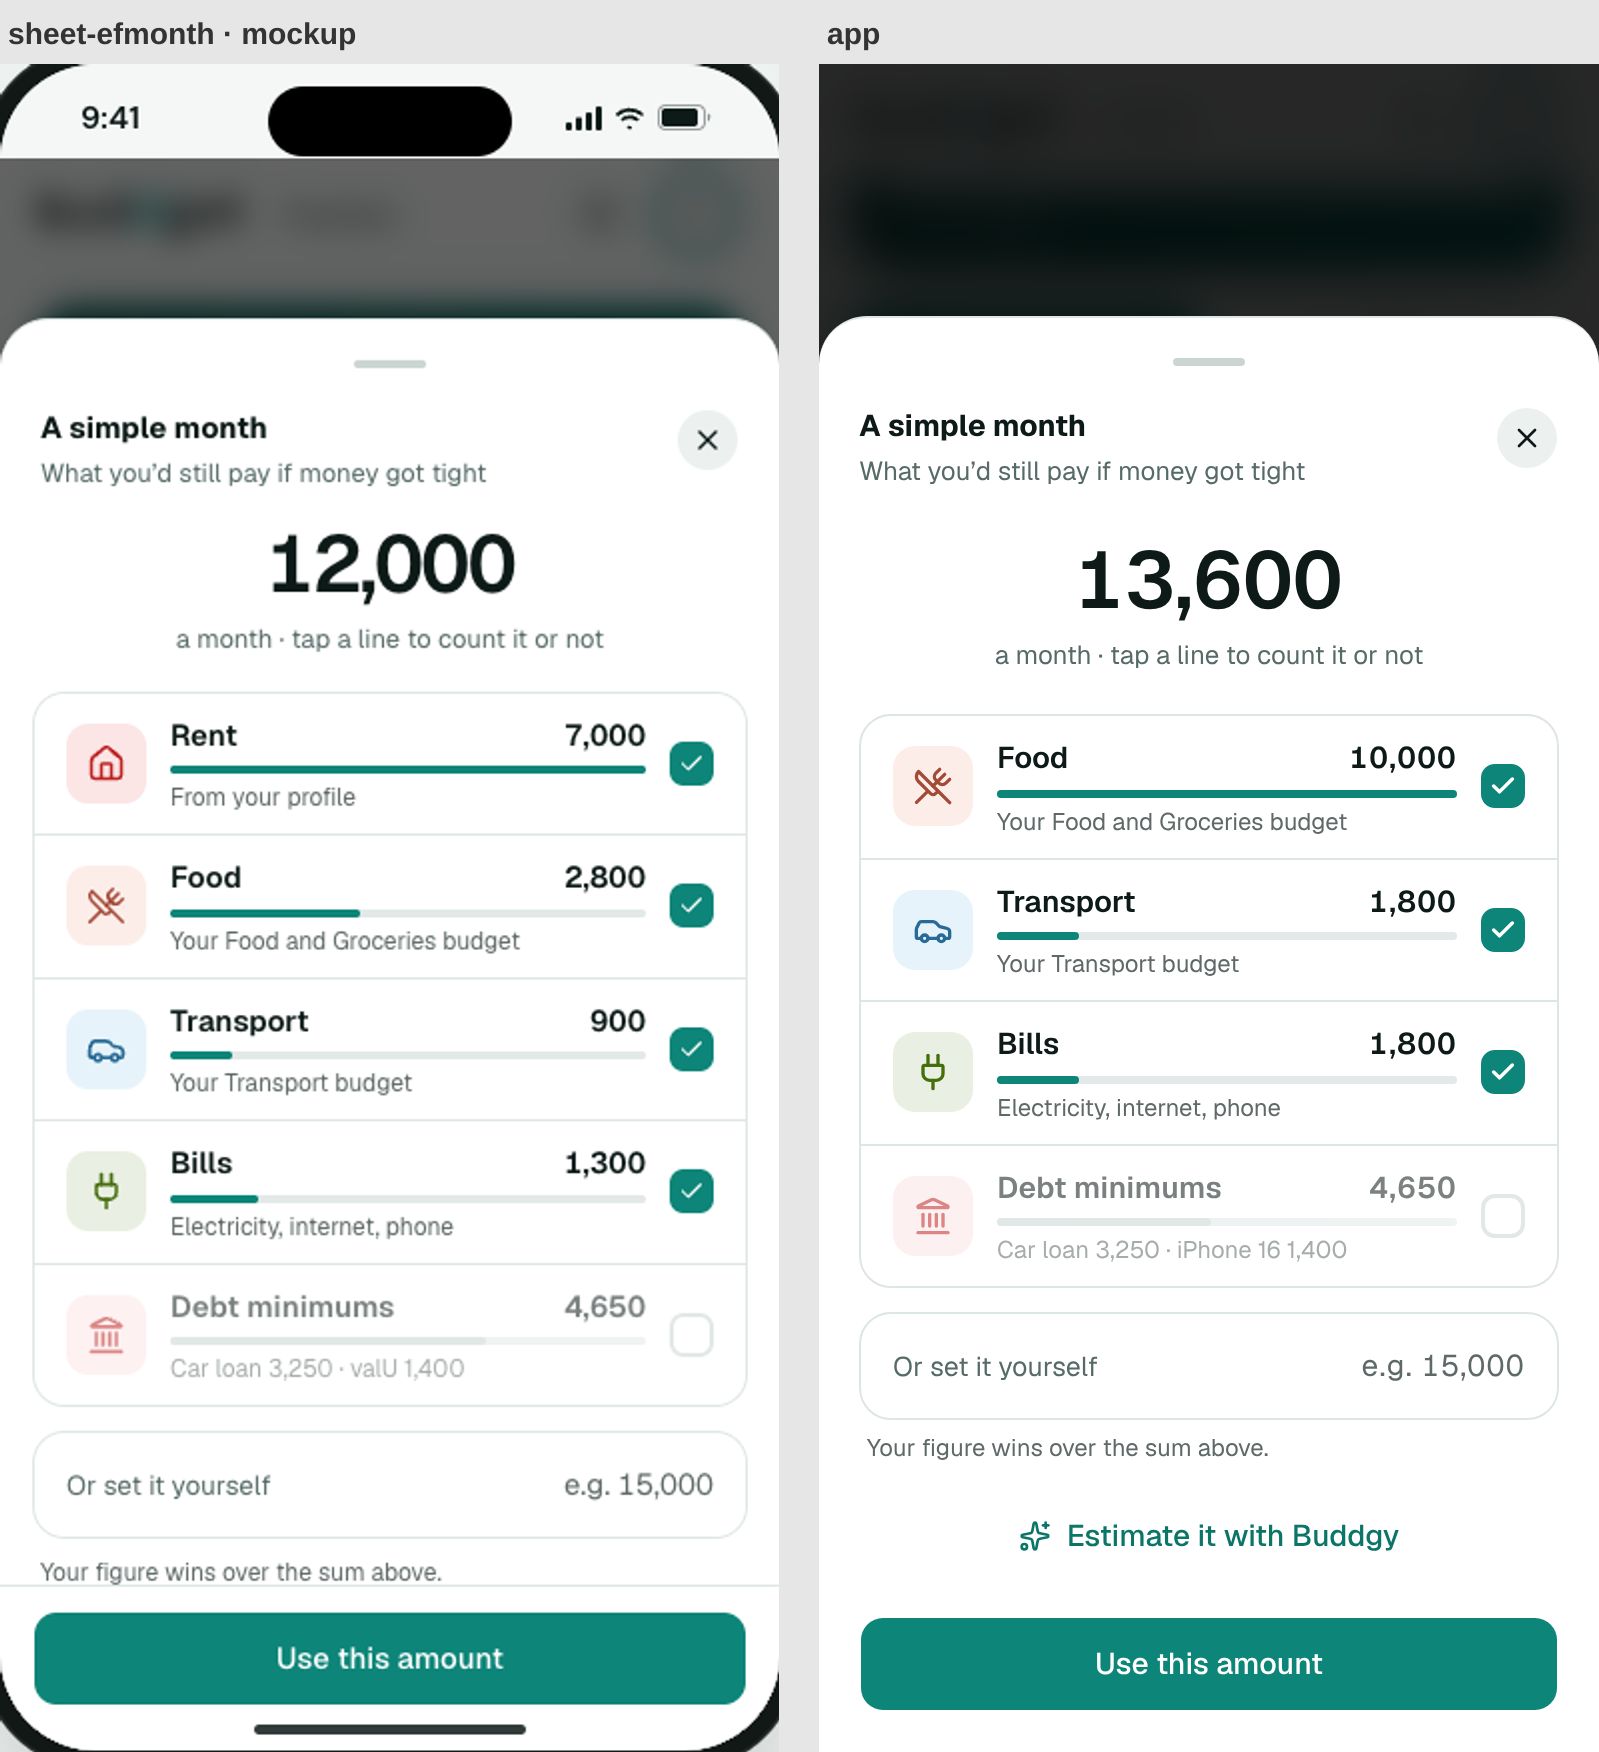 sheet-efmonth · mockup
9:41
A simple month
What you’d still pay if money got tight
12,000
a month · tap a line to count it or not
Rent 7,000
From your profile
Food 2,800
Your Food and Groceries budget
Transport 900
Your Transport budget
Bills 1,300
Electricity, internet, phone
Debt minimums 4,650
Car loan 3,250 · valU 1,400
Or set it yourself e.g. 15,000
Your figure wins over the sum above.
Use this amount
app
A simple month
What you’d still pay if money got tight
13,600
a month · tap a line to count it or not
Food 10,000
Your Food and Groceries budget
Transport 1,800
Your Transport budget
Bills 1,800
Electricity, internet, phone
Debt minimums 4,650
Car loan 3,250 · iPhone 16 1,400
Or set it yourself e.g. 15,000
Your figure wins over the sum above.
Estimate it with Buddgy
Use this amount